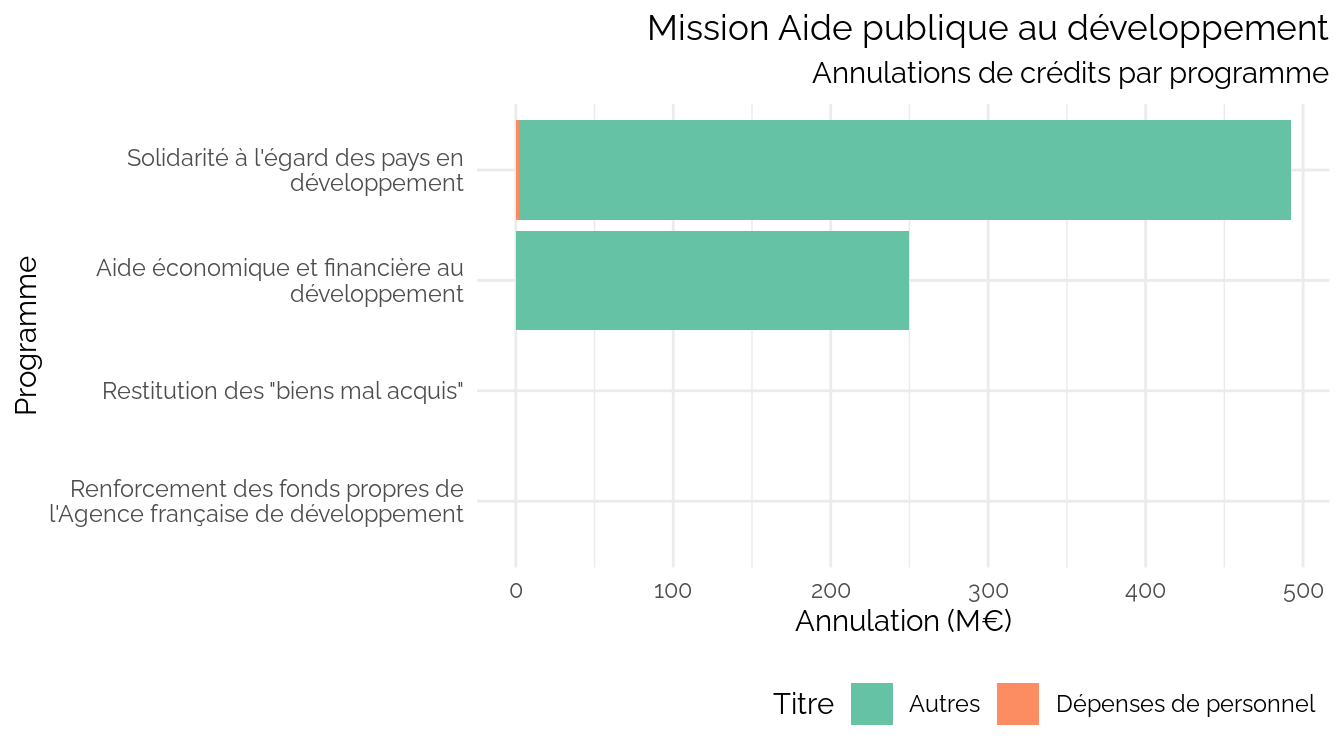 Mission Aide publique au développement
Annulations de crédits par programme
Programme
Solidarité à l'égard des pays en
développement
Aide économique et financière au
développement
Restitution des "biens mal acquis"
Renforcement des fonds propres de
l'Agence française de développement
0 100 200 300 400 500
Annulation (M€)
Titre Autres Dépenses de personnel